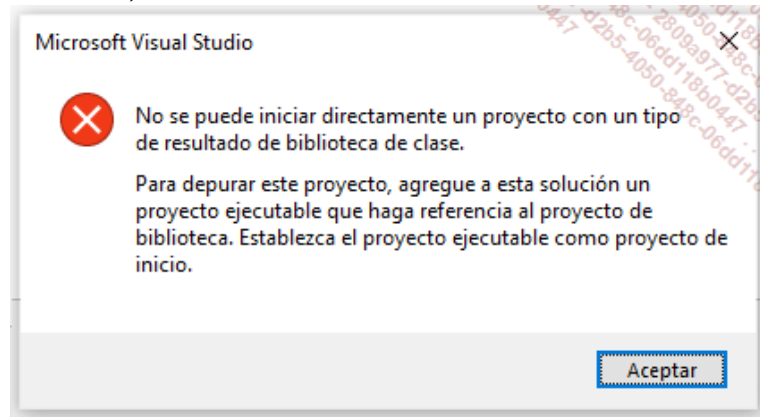 Microsoft Visual Studio
No se puede iniciar directamente un proyecto con un tipo
de resultado de biblioteca de clase.
Para depurar este proyecto, agregue a esta solución un
proyecto ejecutable que haga referencia al proyecto de
biblioteca. Establezca el proyecto ejecutable como proyecto de
inicio.
Aceptar